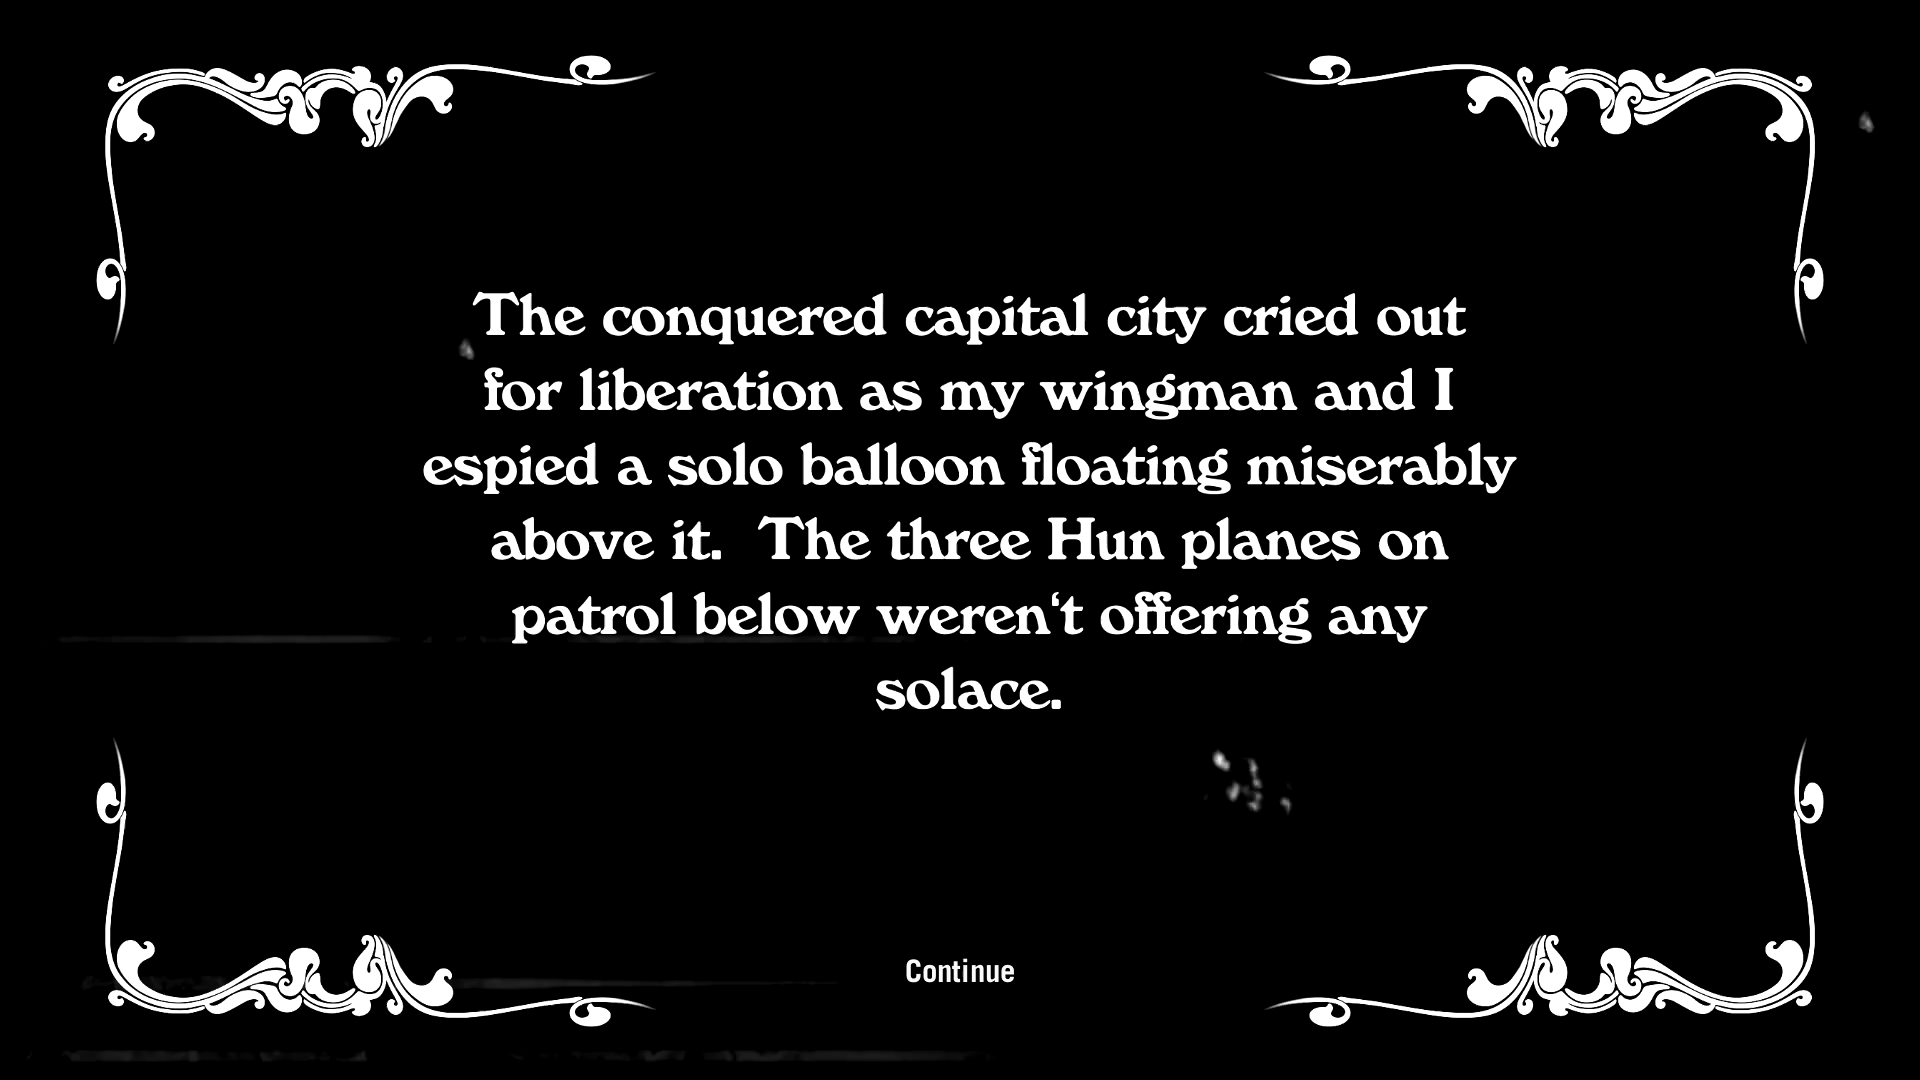 The conquered capital city cried out
for liberation as my wingman and I
espied a solo balloon floating miserably
above it.  The three Hun planes on
patrol below weren‘t offering any
solace.
Continue